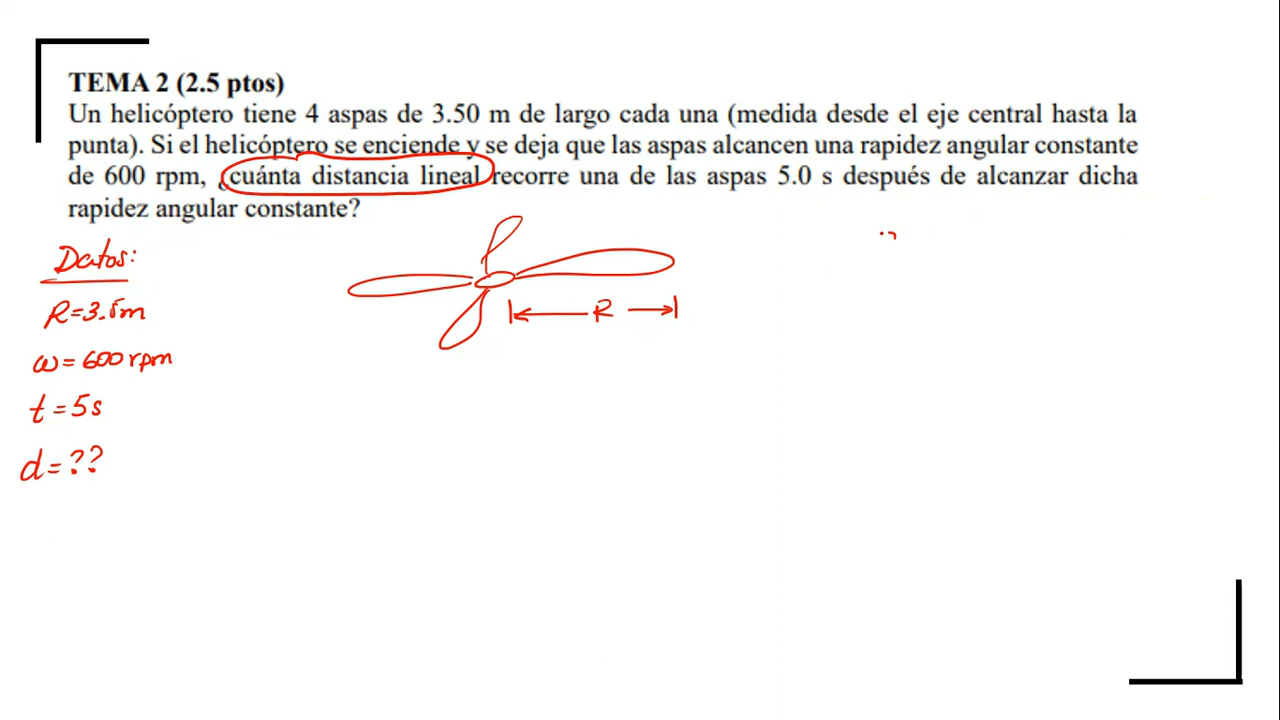 TEMA 2 (2.5 ptos)
Un helicóptero tiene 4 aspas de 3.50 m de largo cada una (medida desde el eje central hasta la
punta). Si el helicóptero se enciende y se deja que las aspas alcancen una rapidez angular constante
de 600 rpm, ¿cuánta distancia lineal recorre una de las aspas 5.0 s después de alcanzar dicha
rapidez angular constante?
Datos:
R=3.5m
R
ω=600rpm
t=5s
d=??